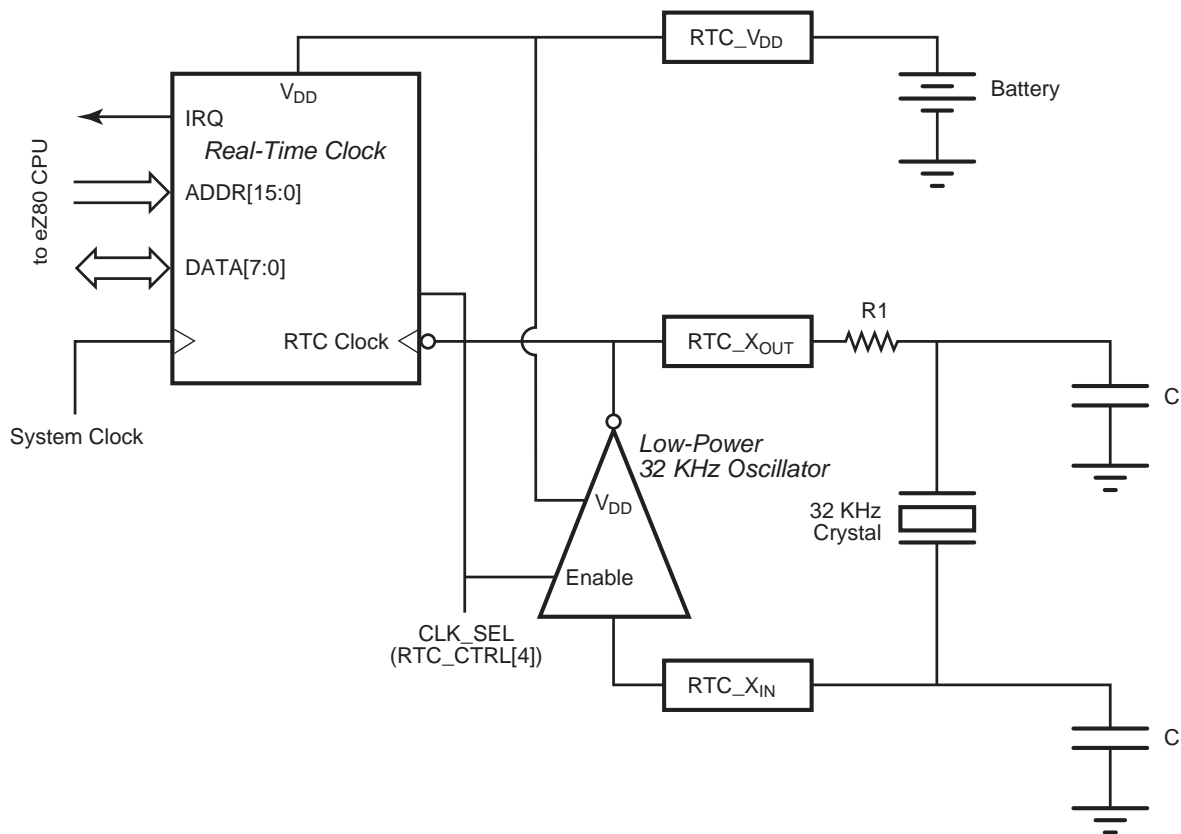 RTC_VDD
Battery
VDD
IRQ
Real-Time Clock
ADDR[15:0]
to eZ80 CPU
DATA[7:0]
R1
RTC Clock
RTC_XOUT
C
System Clock
Low-Power
32 KHz Oscillator
VDD
32 KHz
Crystal
Enable
CLK_SEL
(RTC_CTRL[4])
RTC_XIN
C